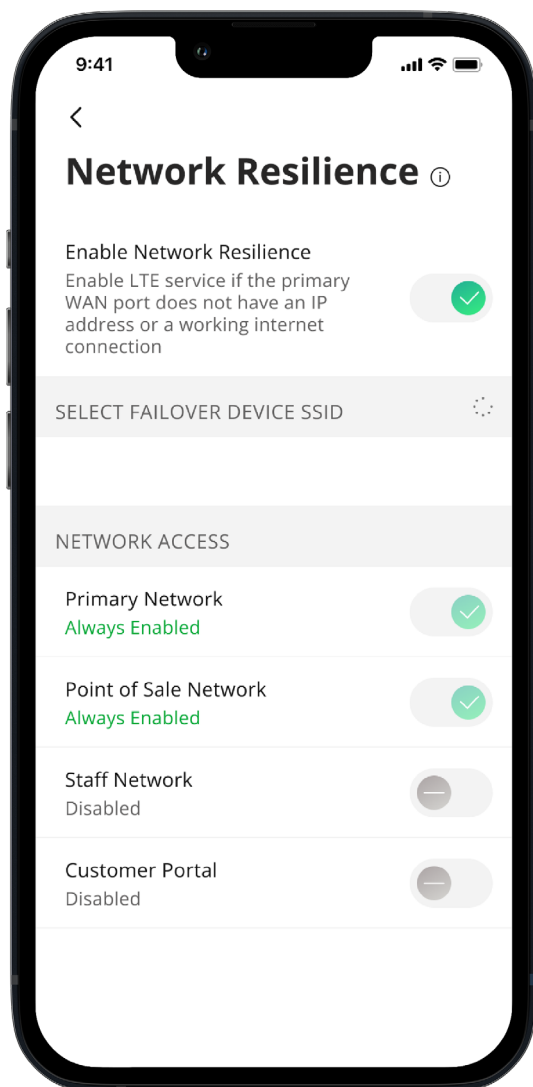 9:41
Network Resilience
Enable Network Resilience
Enable LTE service if the primary
WAN port does not have an IP
address or a working internet
connection
SELECT FAILOVER DEVICE SSID
NETWORK ACCESS
Primary Network
Always Enabled
Point of Sale Network
Always Enabled
Staff Network
Disabled
Customer Portal
Disabled